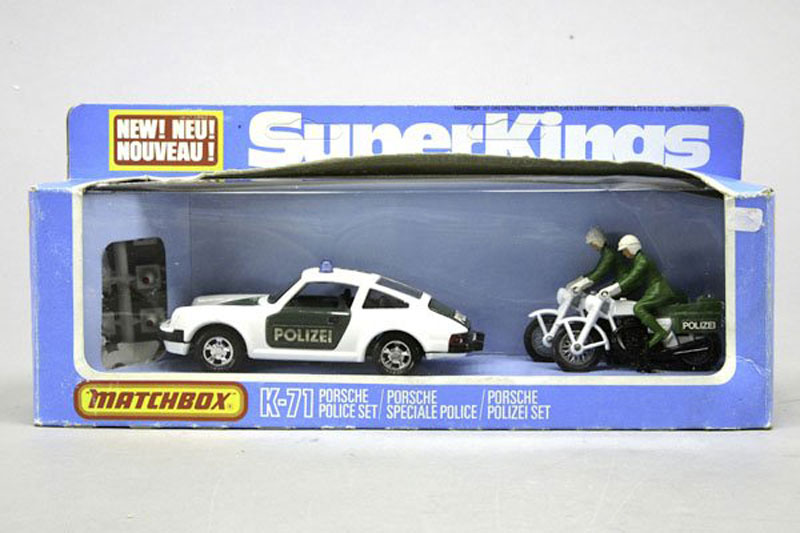 NEW! NEU!
NOUVEAU!
SuperKings
POLIZEI
POLIZEI
MATCHBOX
K-71 PORSCHE POLICE SET / PORSCHE SPECIALE POLICE / PORSCHE POLIZEI SET